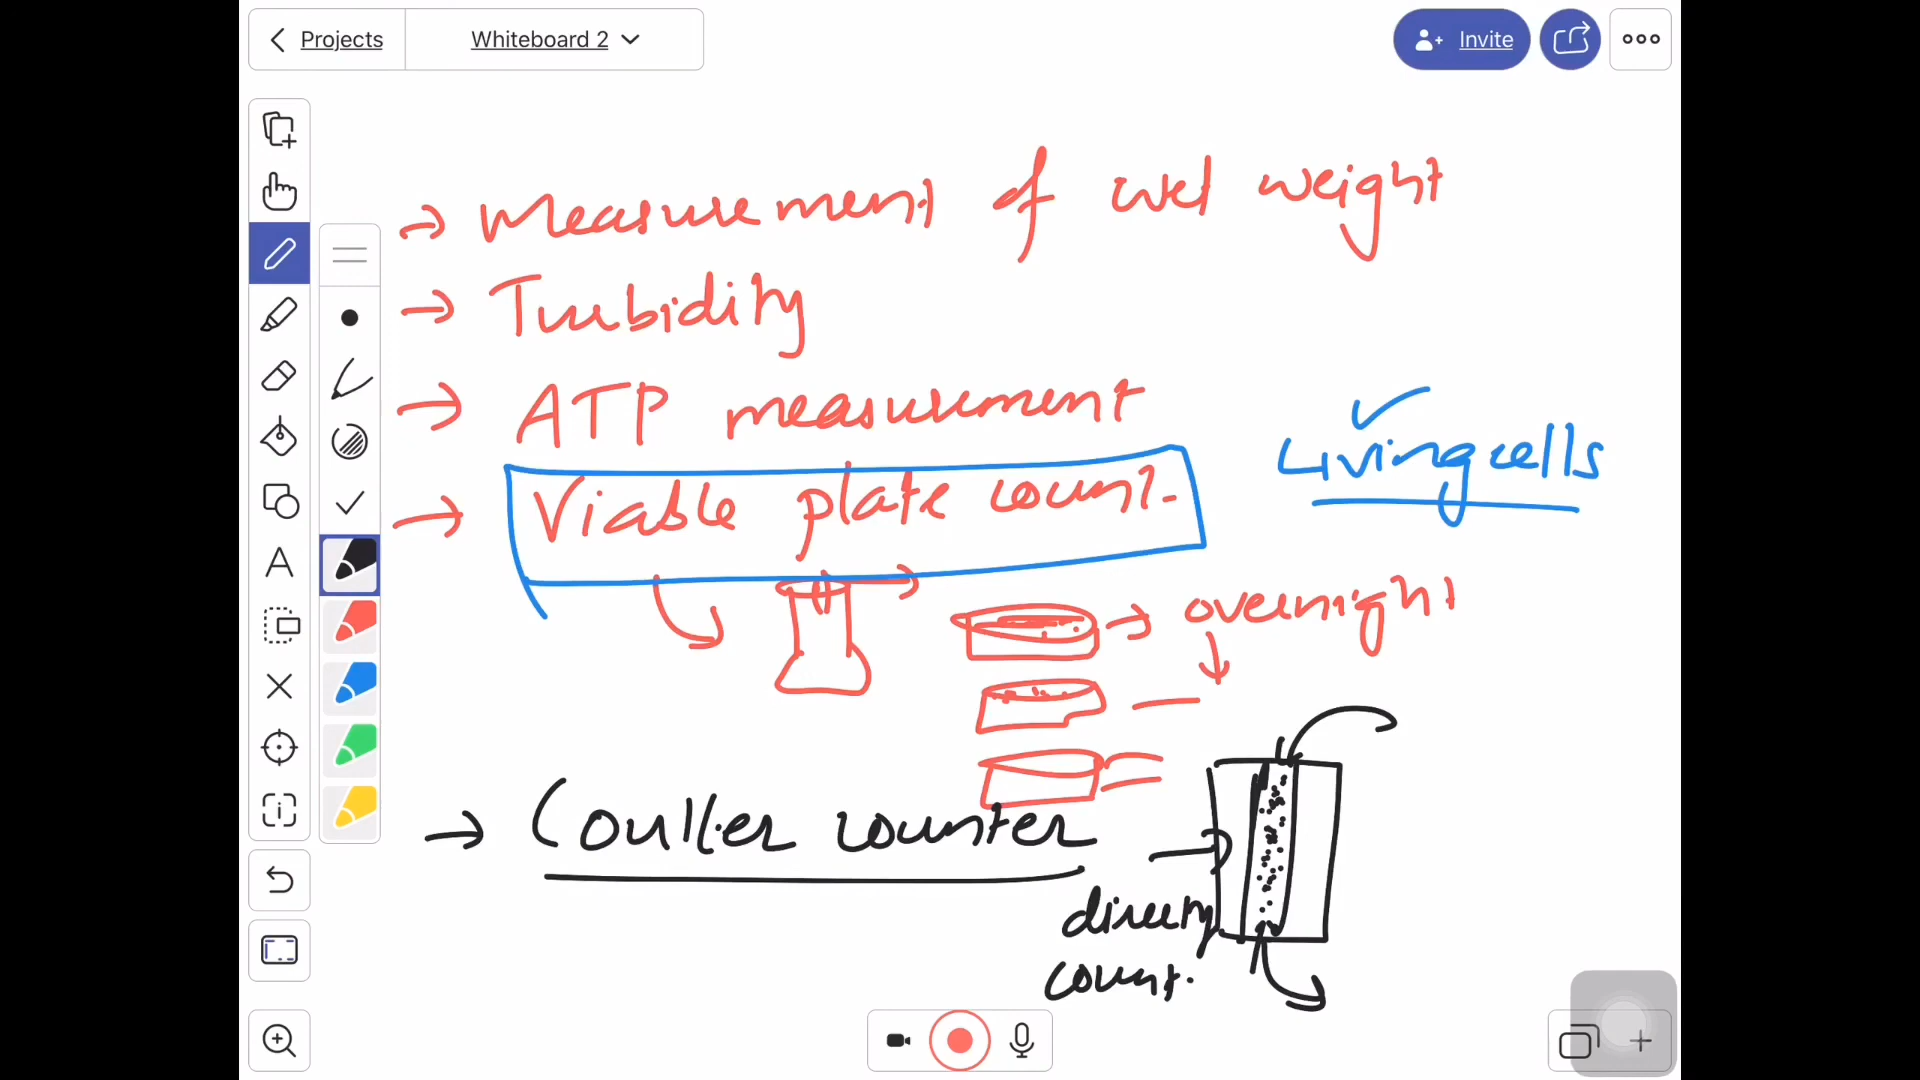 Projects
Whiteboard 2
Invite
→ Measurement of wet weight
→ Turbidity
→ ATP measurement
→ Viable plate count.
Living cells
→ overnight
→ Coulter counter
directly
count.